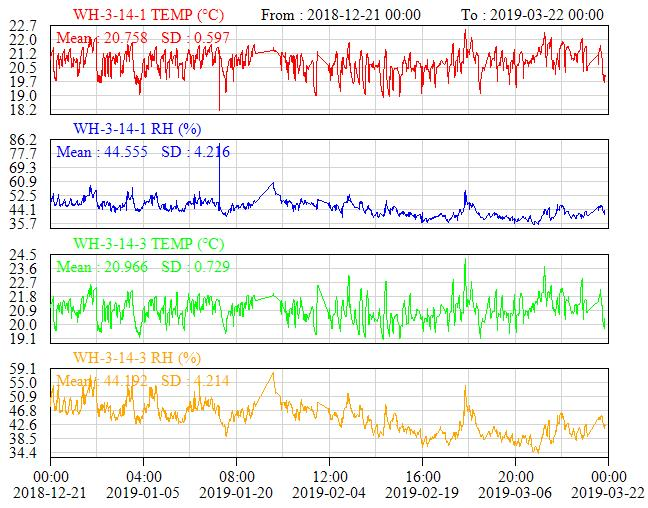 WH-3-14-1 TEMP (°C) From : 2018-12-21 00:00 To : 2019-03-22 00:00
22.7
Mean : 20.758 SD : 0.597
22.0
21.2
20.5
19.7
19.0
18.2
WH-3-14-1 RH (%)
86.2
Mean : 44.555 SD : 4.216
77.7
69.3
60.9
52.5
44.1
35.7
WH-3-14-3 TEMP (°C)
24.5
Mean : 20.966 SD : 0.729
23.6
22.7
21.8
20.9
20.0
19.1
WH-3-14-3 RH (%)
59.1
Mean : 44.192 SD : 4.214
55.0
50.9
46.8
42.6
38.5
34.4
00:00 04:00 08:00 12:00 16:00 20:00 00:00
2018-12-21 2019-01-05 2019-01-20 2019-02-04 2019-02-19 2019-03-06 2019-03-22